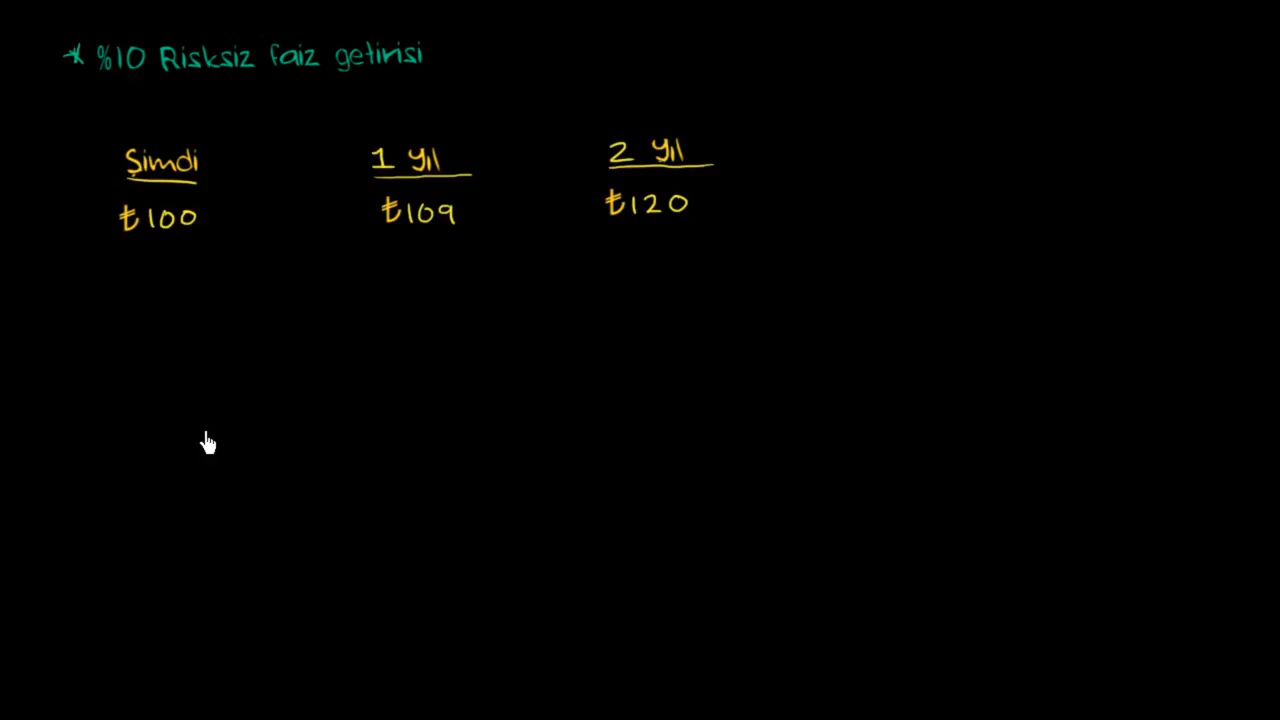 * %10 Risksiz faiz getirisi
Şimdi 1 yıl 2 yıl
₺100 ₺109 ₺120